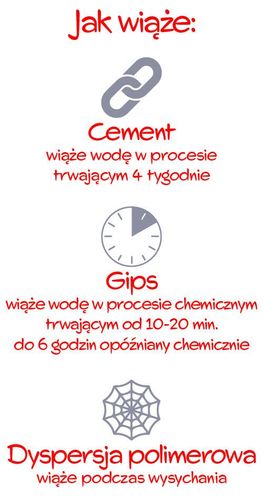 Jak wiąże:
Cement
wiąże wodę w procesie
trwającym 4 tygodnie
Gips
wiąże wodę w procesie chemicznym
trwającym od 10-20 min.
do 6 godzin opóźniany chemicznie
Dyspersja polimerowa
wiąże podczas wysychania